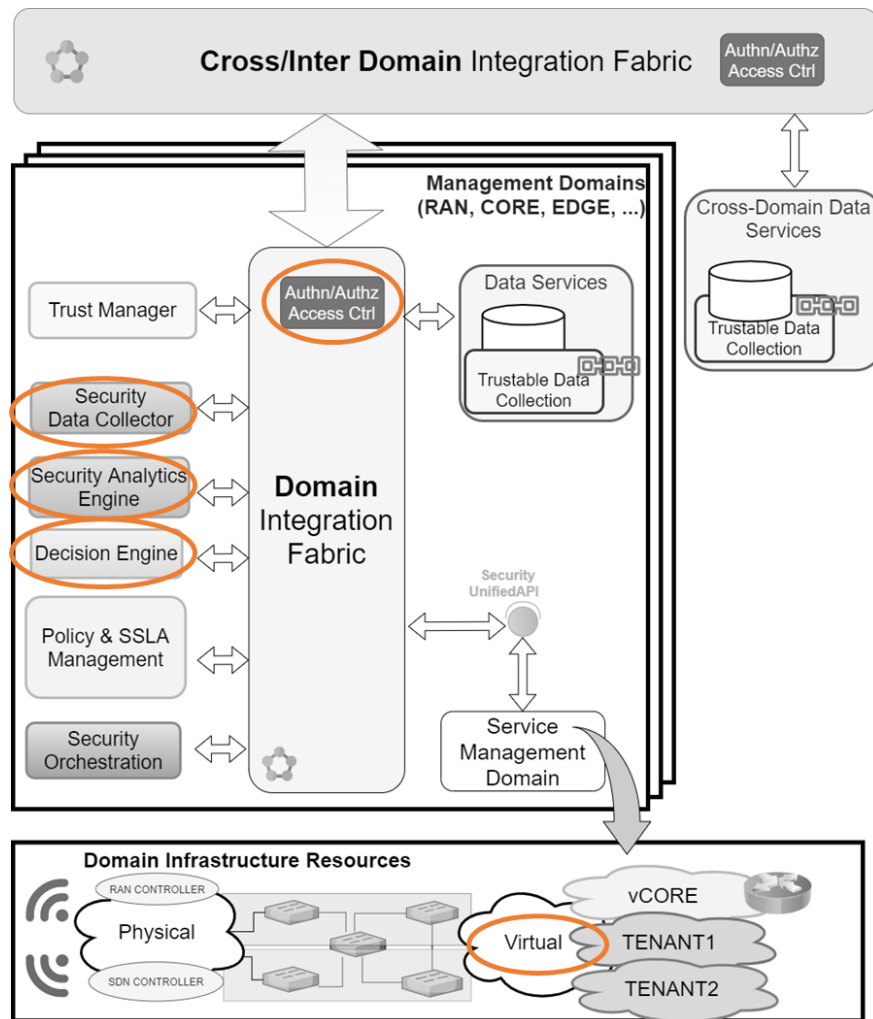 Cross/Inter Domain Integration Fabric
Authn/Authz
Access Ctrl
Management Domains
(RAN, CORE, EDGE, ...)
Cross-Domain Data
Services
Trustable Data
Collection
Trust Manager
Authn/Authz
Access Ctrl
Data Services
Trustable Data
Collection
Security
Data Collector
Security Analytics
Engine
Decision Engine
Policy & SSLA
Management
Security
Orchestration
Domain
Integration
Fabric
Security
UnifiedAPI
Service
Management
Domain
Domain Infrastructure Resources
RAN CONTROLLER
Physical
SDN CONTROLLER
Virtual
vCORE
TENANT1
TENANT2